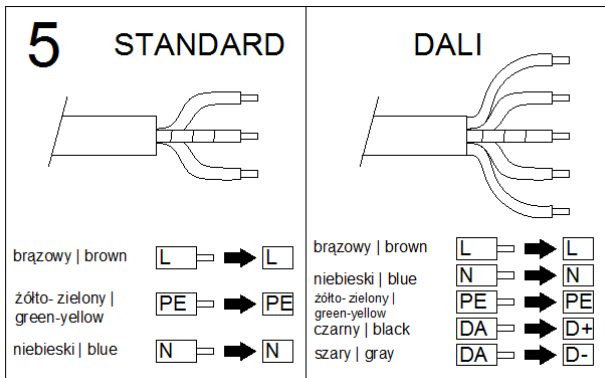 5 STANDARD
brązowy | brown L L
żółto- zielony |
green-yellow PE PE
niebieski | blue N N
DALI
brązowy | brown L L
niebieski | blue N N
żółto- zielony |
green-yellow PE PE
czarny | black DA D+
szary | gray DA D-